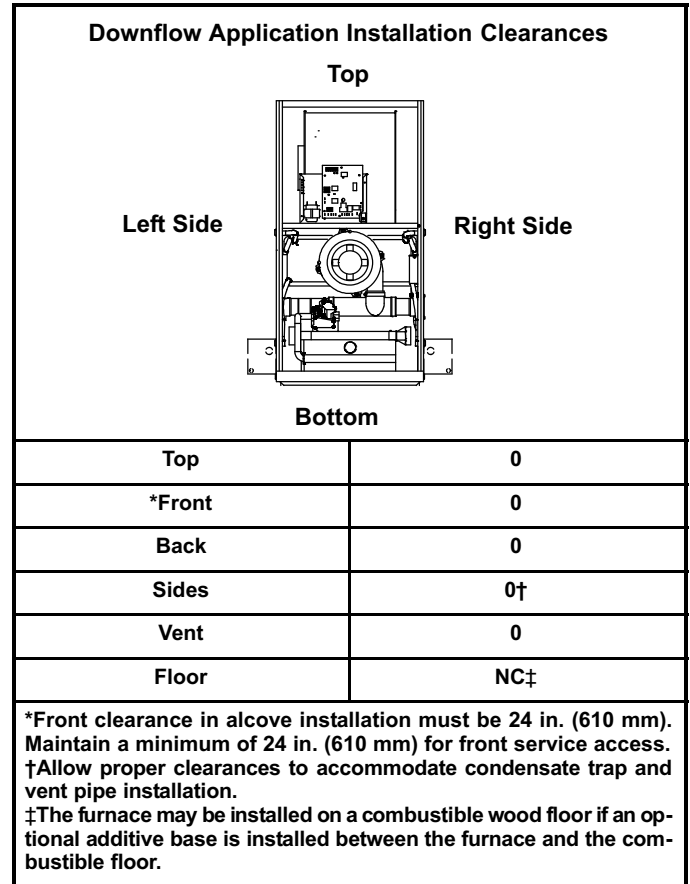 Downflow Application Installation Clearances
Top
Left Side
Right Side
Bottom
Top 0
*Front 0
Back 0
Sides 0†
Vent 0
Floor NC‡
*Front clearance in alcove installation must be 24 in. (610 mm).
Maintain a minimum of 24 in. (610 mm) for front service access.
†Allow proper clearances to accommodate condensate trap and
vent pipe installation.
‡The furnace may be installed on a combustible wood floor if an op-
tional additive base is installed between the furnace and the com-
bustible floor.